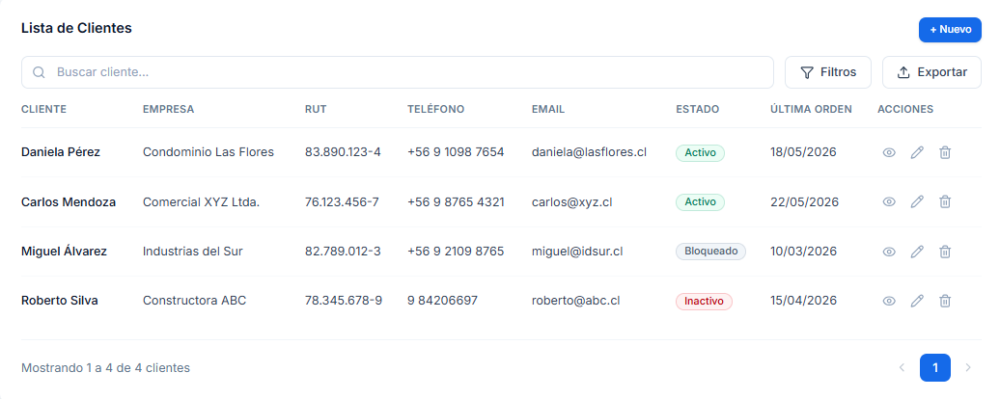 Lista de Clientes
+ Nuevo
Buscar cliente...
Filtros
Exportar
CLIENTE EMPRESA RUT TELÉFONO EMAIL ESTADO ÚLTIMA ORDEN ACCIONES
Daniela Pérez Condominio Las Flores 83.890.123-4 +56 9 1098 7654 daniela@lasflores.cl Activo 18/05/2026
Carlos Mendoza Comercial XYZ Ltda. 76.123.456-7 +56 9 8765 4321 carlos@xyz.cl Activo 22/05/2026
Miguel Álvarez Industrias del Sur 82.789.012-3 +56 9 2109 8765 miguel@idsur.cl Bloqueado 10/03/2026
Roberto Silva Constructora ABC 78.345.678-9 9 84206697 roberto@abc.cl Inactivo 15/04/2026
Mostrando 1 a 4 de 4 clientes
1